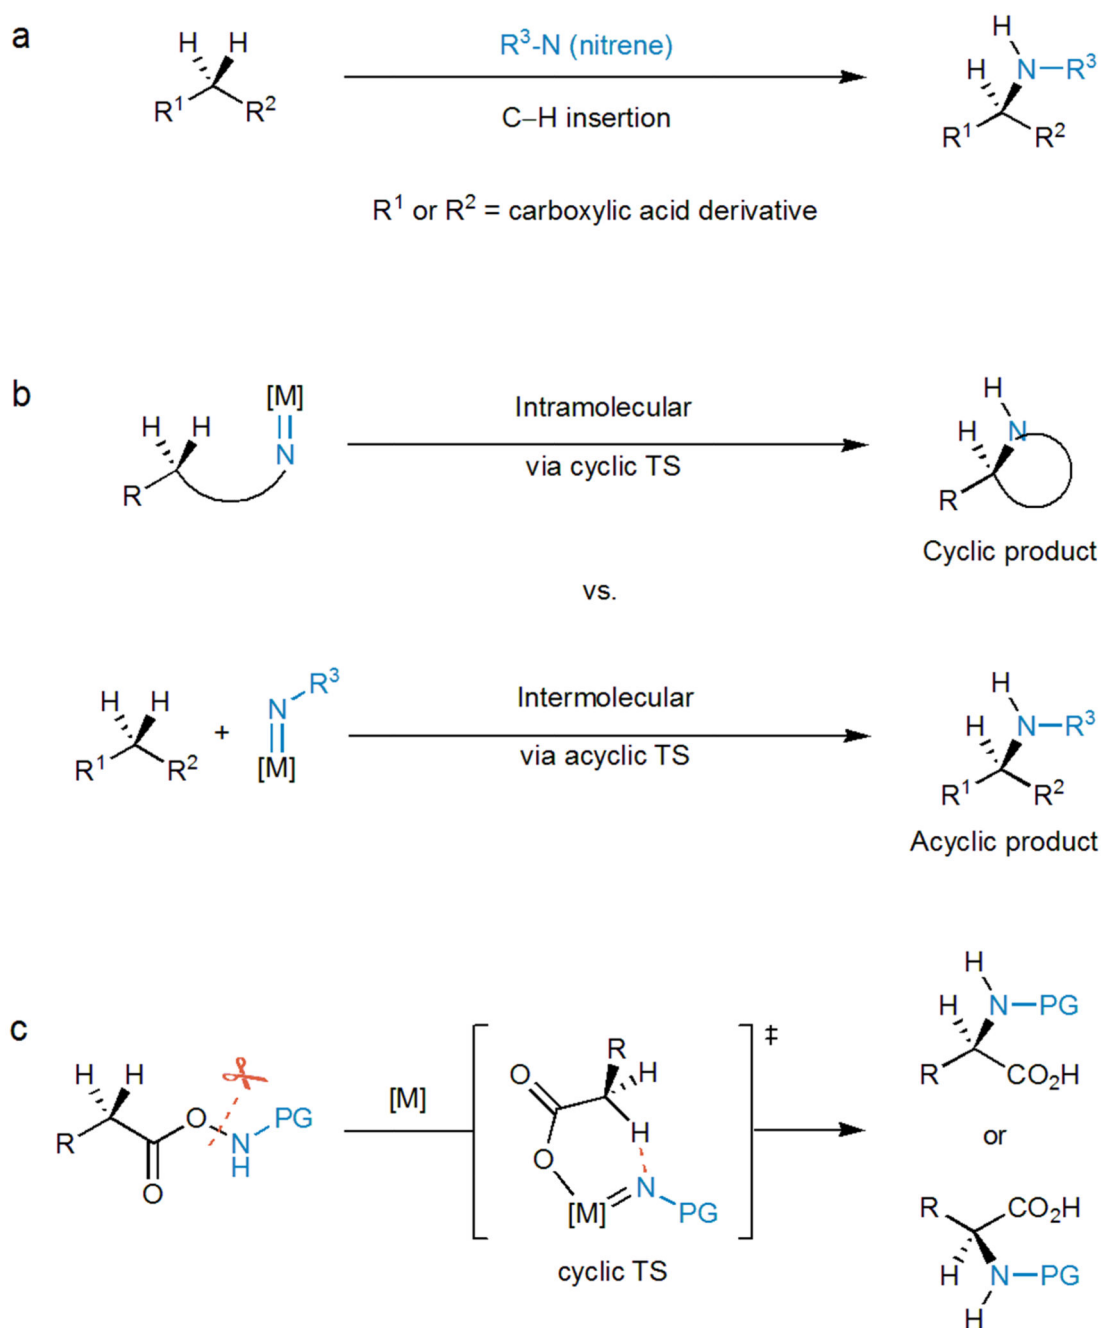 a
H H
R¹ R²
R³-N (nitrene)
C–H insertion
H
H N R³
R¹ R²
R¹ or R² = carboxylic acid derivative
b
[M]
H H
N
R
Intramolecular
via cyclic TS
H
H N
R
Cyclic product
vs.
H H
R¹ R²
+
R³
N
[M]
Intermolecular
via acyclic TS
H
H N R³
R¹ R²
Acyclic product
c
H H
R O PG
N
H
O
[M]
R
O H
H
O
[M] N
PG
‡
cyclic TS
H
H N PG
R CO₂H
or
R CO₂H
H N PG
H